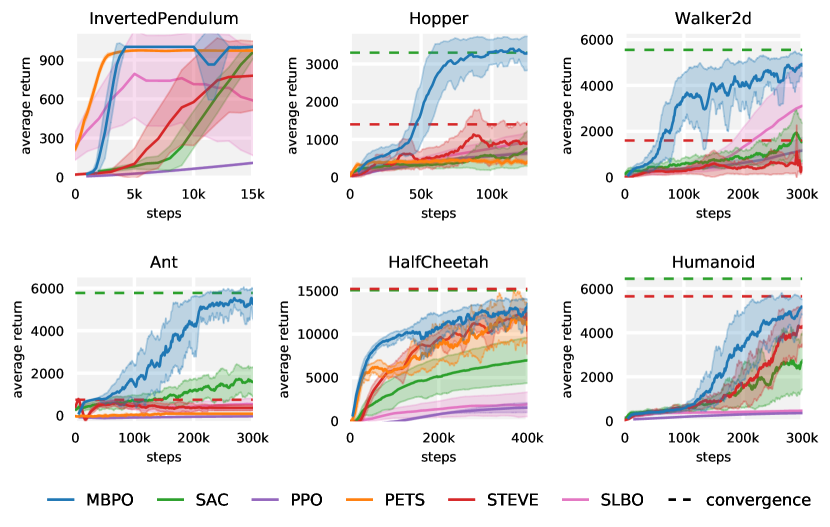 InvertedPendulum Hopper Walker2d
average return
900
600
300
0
0 5k 10k 15k
steps
average return
3000
2000
1000
0
0 50k 100k
steps
average return
6000
4000
2000
0
0 100k 200k 300k
steps
Ant HalfCheetah Humanoid
average return
6000
4000
2000
0
0 100k 200k 300k
steps
average return
15000
10000
5000
0
0 200k 400k
steps
average return
6000
4000
2000
0
0 100k 200k 300k
steps
MBPO SAC PPO PETS STEVE SLBO convergence